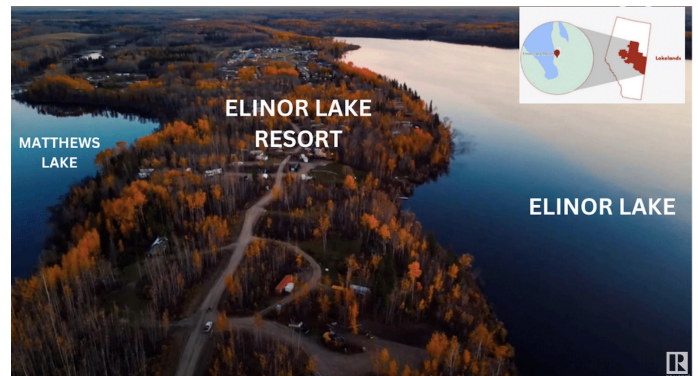 Lakelands
ELINOR LAKE
RESORT
MATTHEWS
LAKE
ELINOR LAKE
R